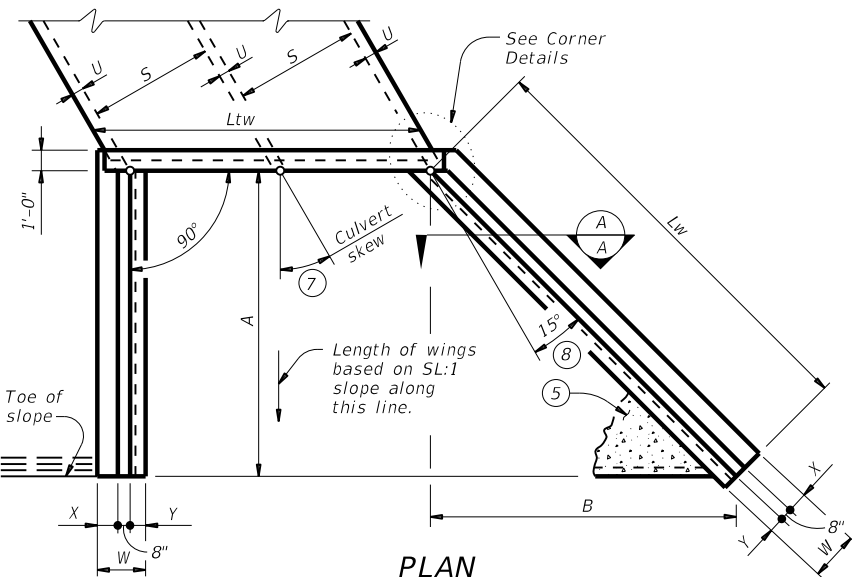 U
S
U
S
U
See Corner
Details
Ltw
1'-0"
90°
Culvert
skew
7
A
A
Lw
A
15°
8
Length of wings
based on SL:1
slope along
this line.
5
Toe of
slope
X
Y
8"
W
B
X
8"
Y
W
PLAN